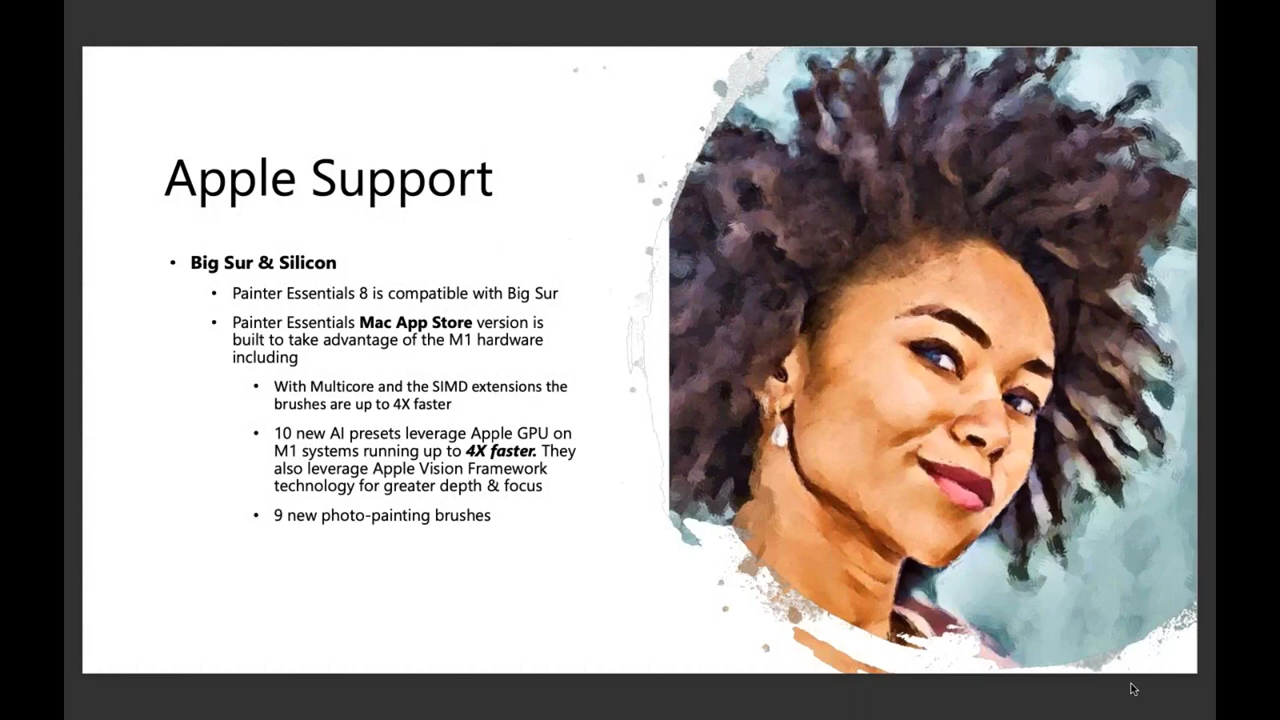 Apple Support
• Big Sur & Silicon
• Painter Essentials 8 is compatible with Big Sur
• Painter Essentials Mac App Store version is
built to take advantage of the M1 hardware
including
• With Multicore and the SIMD extensions the
brushes are up to 4X faster
• 10 new AI presets leverage Apple GPU on
M1 systems running up to 4X faster. They
also leverage Apple Vision Framework
technology for greater depth & focus
• 9 new photo-painting brushes